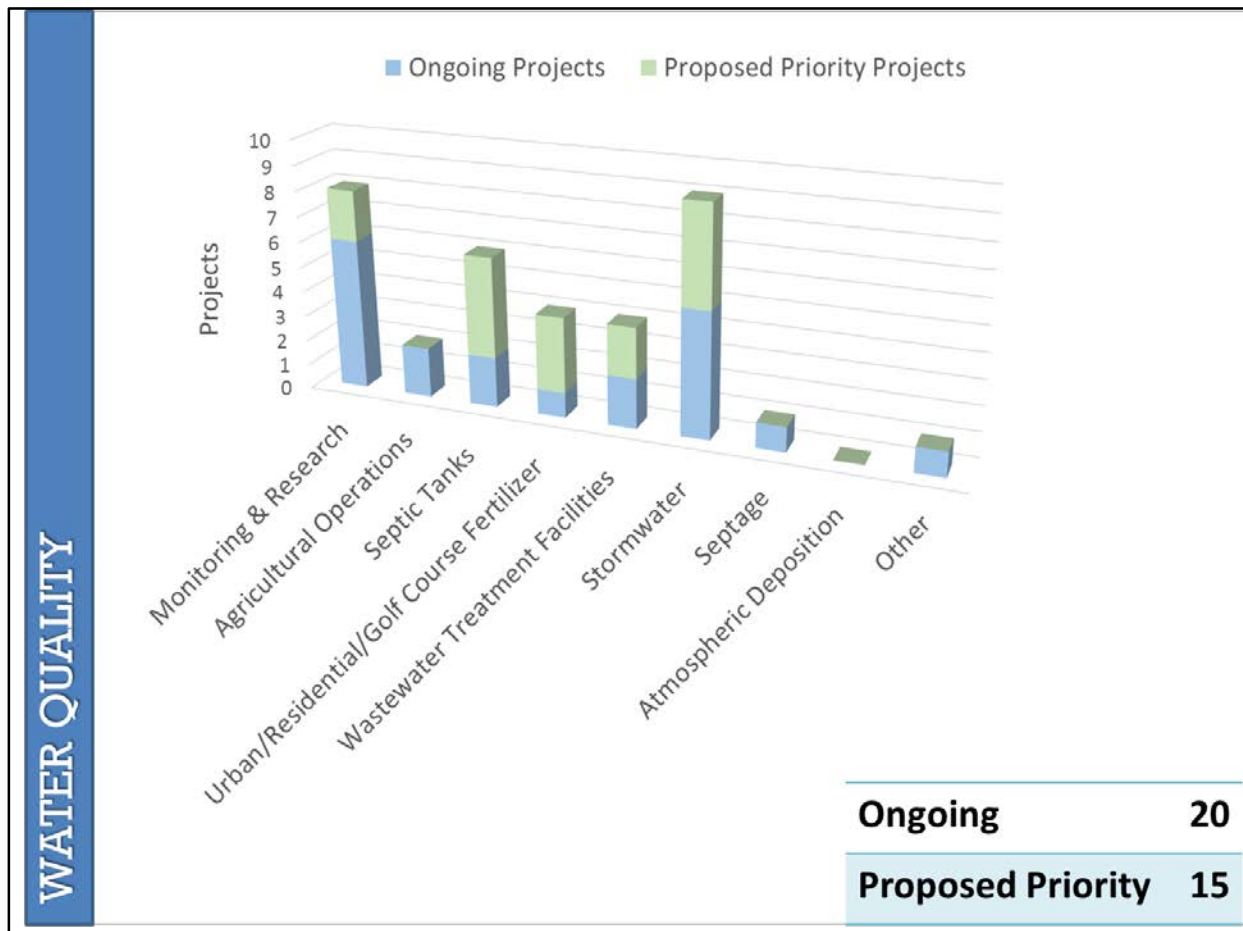 WATER QUALITY
Ongoing Projects Proposed Priority Projects
Projects
10
9
8
7
6
5
4
3
2
1
0
Monitoring & Research
Agricultural Operations
Septic Tanks
Urban/Residential/Golf Course Fertilizer
Wastewater Treatment Facilities
Stormwater
Septage
Atmospheric Deposition
Other
Ongoing 20
Proposed Priority 15